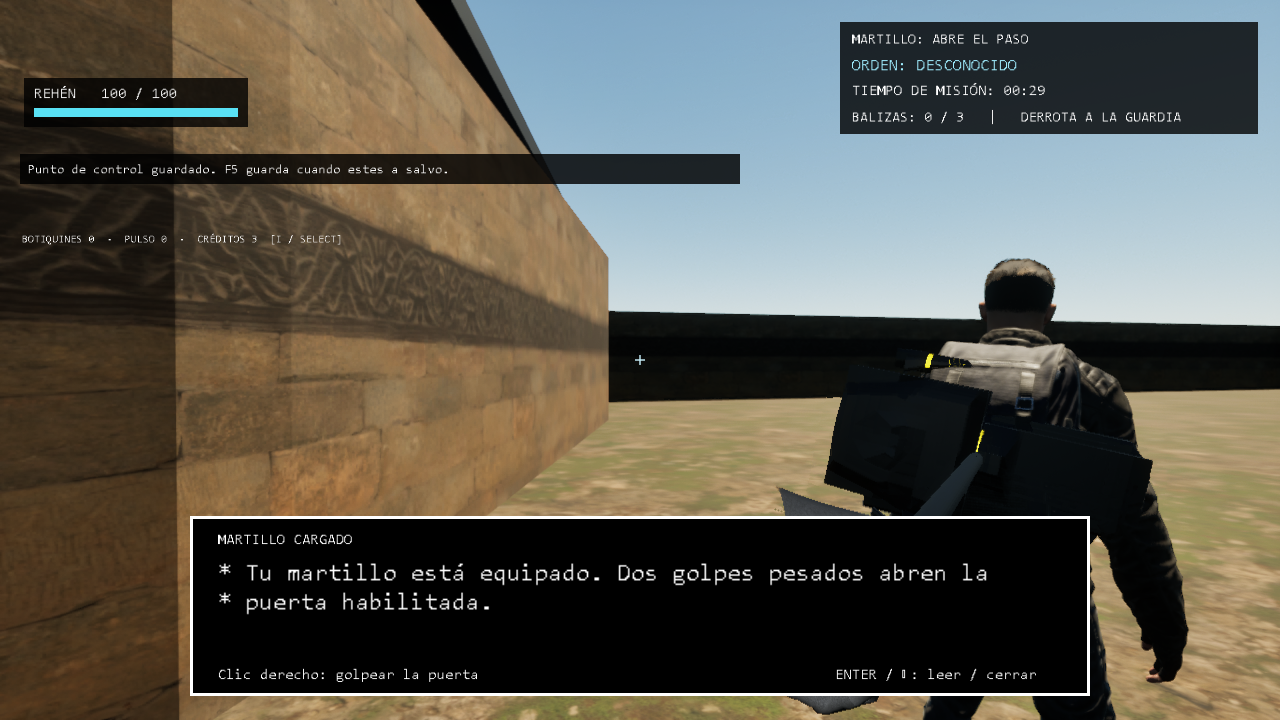 MARTILLO: ABRE EL PASO
ORDEN: DESCONOCIDO
TIEMPO DE MISIÓN: 00:29
BALIZAS: 0 / 3 | DERROTA A LA GUARDIA
REHÉN 100 / 100
Punto de control guardado. F5 guarda cuando estes a salvo.
BOTIQUINES 0 · PULSO 0 · CRÉDITOS 3 [I / SELECT]
MARTILLO CARGADO
* Tu martillo está equipado. Dos golpes pesados abren la
* puerta habilitada.
Clic derecho: golpear la puerta
ENTER / : leer / cerrar